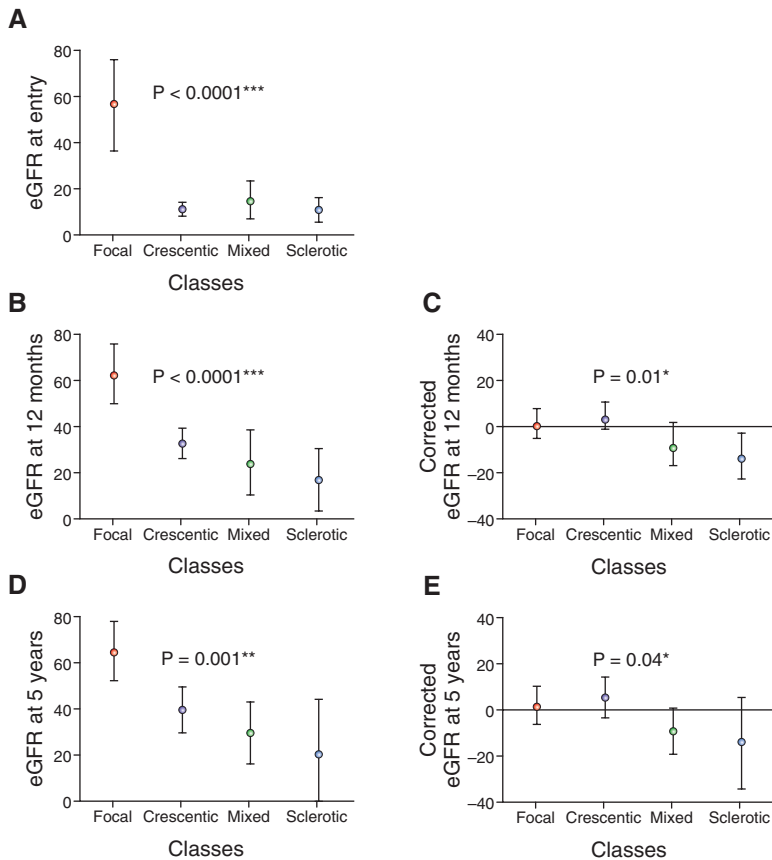 A
80
60
40
20
0
eGFR at entry
P < 0.0001***
Focal Crescentic Mixed Sclerotic
Classes
B
80
60
40
20
0
eGFR at 12 months
P < 0.0001***
Focal Crescentic Mixed Sclerotic
Classes
C
40
20
0
−20
−40
Corrected
eGFR at 12 months
P = 0.01*
Focal Crescentic Mixed Sclerotic
Classes
D
80
60
40
20
0
eGFR at 5 years
P = 0.001**
Focal Crescentic Mixed Sclerotic
Classes
E
40
20
0
−20
−40
Corrected
eGFR at 5 years
P = 0.04*
Focal Crescentic Mixed Sclerotic
Classes